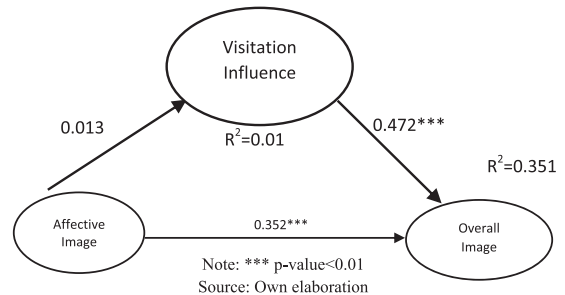 Visitation
Influence
0.013
R²=0.01
0.472***
R²=0.351
Affective
Image
0.352***
Overall
Image
Note: *** p-value<0.01
Source: Own elaboration